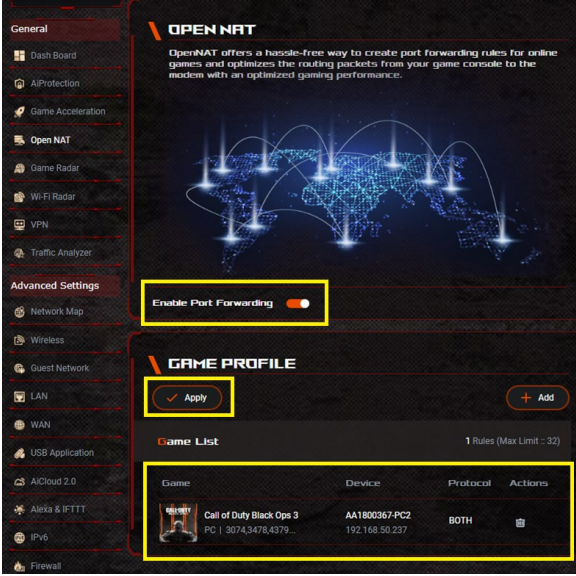 General
Dash Board
AiProtection
Game Acceleration
Open NAT
Game Radar
Wi-Fi Radar
VPN
Traffic Analyzer
Advanced Settings
Network Map
Wireless
Guest Network
LAN
WAN
USB Application
AiCloud 2.0
Alexa & IFTTT
IPv6
Firewall
OPEN NAT
OpenNAT offers a hassle-free way to create port forwarding rules for online
games and optimizes the routing packets from your game console to the
modem with an optimized gaming performance.
Enable Port Forwarding
GAME PROFILE
Apply
Add
Game List
1 Rules (Max Limit :: 32)
Game Device Protocol Actions
CALL OF DUTY
Call of Duty Black Ops 3 AA1800367-PC2 BOTH
PC | 3074,3478,4379... 192.168.50.237